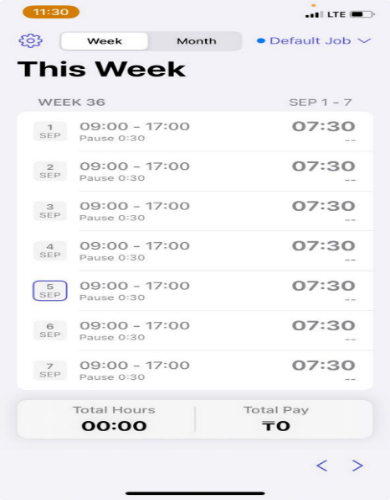 11:30
LTE
Week Month Default Job
This Week
WEEK 36 SEP 1 - 7
1 SEP 09:00 - 17:00 07:30
Pause 0:30 --
2 SEP 09:00 - 17:00 07:30
Pause 0:30 --
3 SEP 09:00 - 17:00 07:30
Pause 0:30 --
4 SEP 09:00 - 17:00 07:30
Pause 0:30 --
5 SEP 09:00 - 17:00 07:30
Pause 0:30 --
6 SEP 09:00 - 17:00 07:30
Pause 0:30 --
7 SEP 09:00 - 17:00 07:30
Pause 0:30 --
Total Hours Total Pay
00:00 ₸0